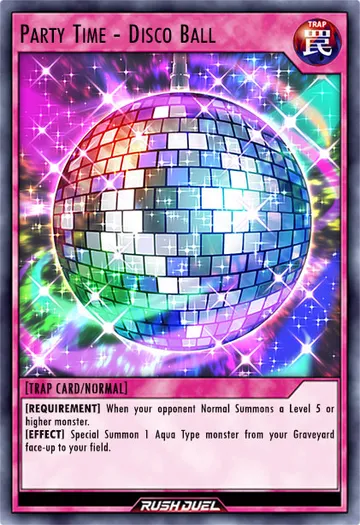 Party Time - Disco Ball
TRAP
罠
[TRAP CARD/NORMAL]
[REQUIREMENT] When your opponent Normal Summons a Level 5 or
higher monster.
[EFFECT] Special Summon 1 Aqua Type monster from your Graveyard
face-up to your field.
RUSH DUEL